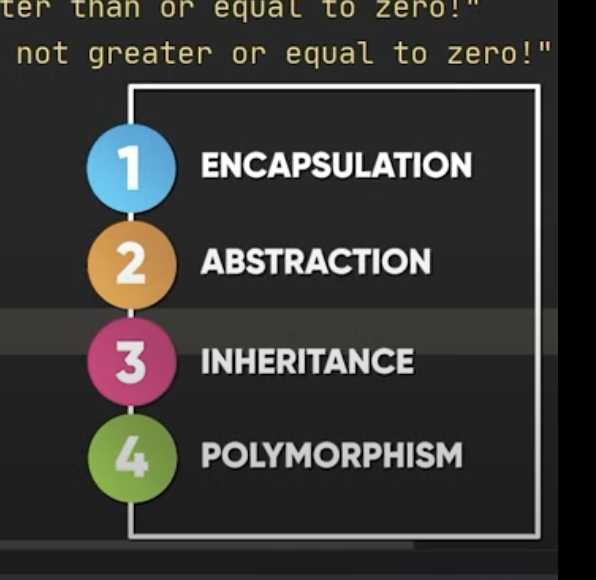 ter than or equal to zero!"
not greater or equal to zero!"
1 ENCAPSULATION
2 ABSTRACTION
3 INHERITANCE
4 POLYMORPHISM